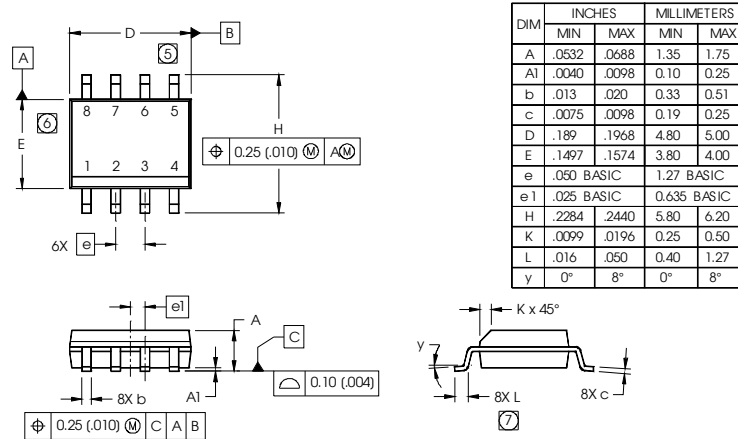 D
B
5
A
8 7 6 5
6
E
H
⌖ 0.25 (.010) Ⓜ AⓂ
1 2 3 4
6X e
DIM INCHES MILLIMETERS
MIN MAX MIN MAX
A .0532 .0688 1.35 1.75
A1 .0040 .0098 0.10 0.25
b .013 .020 0.33 0.51
c .0075 .0098 0.19 0.25
D .189 .1968 4.80 5.00
E .1497 .1574 3.80 4.00
e .050 BASIC 1.27 BASIC
e1 .025 BASIC 0.635 BASIC
H .2284 .2440 5.80 6.20
K .0099 .0196 0.25 0.50
L .016 .050 0.40 1.27
y 0° 8° 0° 8°
e1
A
C
8X b
A1
⌓ 0.10 (.004)
⌖ 0.25 (.010) Ⓜ C A B
K x 45°
y
8X L
8X c
7